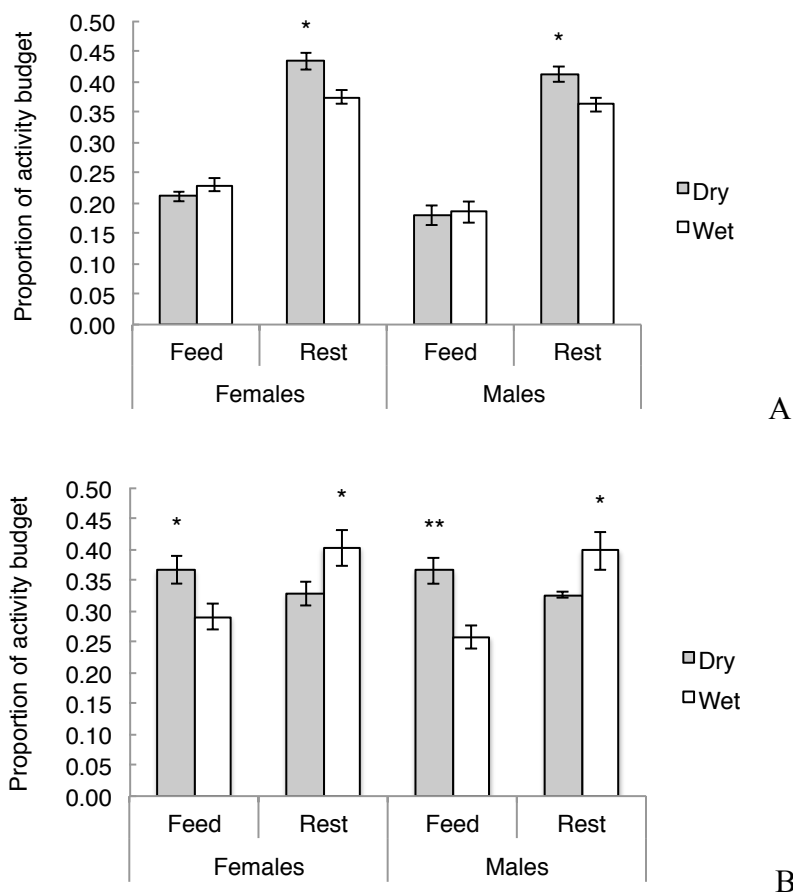 Proportion of activity budget
0.50
0.45
0.40
0.35
0.30
0.25
0.20
0.15
0.10
0.05
0.00
* *
Dry
Wet
Feed Rest Feed Rest
Females Males
A
Proportion of activity budget
0.50
0.45
0.40
0.35
0.30
0.25
0.20
0.15
0.10
0.05
0.00
* * ** *
Dry
Wet
Feed Rest Feed Rest
Females Males
B